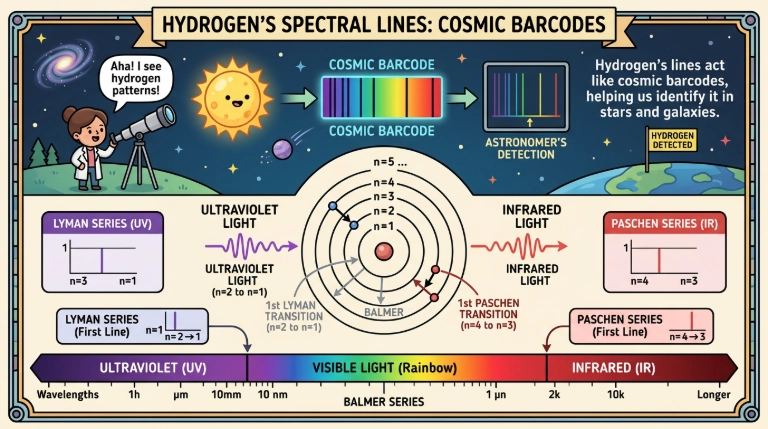 HYDROGEN'S SPECTRAL LINES: COSMIC BARCODES
Aha! I see
hydrogen
patterns!
COSMIC BARCODE
COSMIC BARCODE
ASTRONOMER'S
DETECTION
Hydrogen's lines act
like cosmic barcodes,
helping us identify it in
stars and galaxies.
HYDROGEN
DETECTED
n=5 ...
n=4
n=3
n=2
n=1
LYMAN SERIES (UV)
1
n=3
n=1
ULTRAVIOLET
LIGHT
ULTRAVIOLET
LIGHT
(n=2 to n=1)
1st LYMAN
TRANSITION
(n=2 to n=1)
BALMER
1st PASCHEN
TRANSITION
(n=4 to n=3)
INFRARED
LIGHT
INFRARED
LIGHT
PASCHEN SERIES (IR)
1
n=4
n=3
LYMAN SERIES
(First Line)
n=1
n=2→1
PASCHEN SERIES
(First Line)
n=4→3
ULTRAVIOLET (UV)
VISIBLE LIGHT (Rainbow)
INFRARED (IR)
Wavelengths
1h
µm
10mm
10 nm
1 µn
2k
10k
Longer
BALMER SERIES